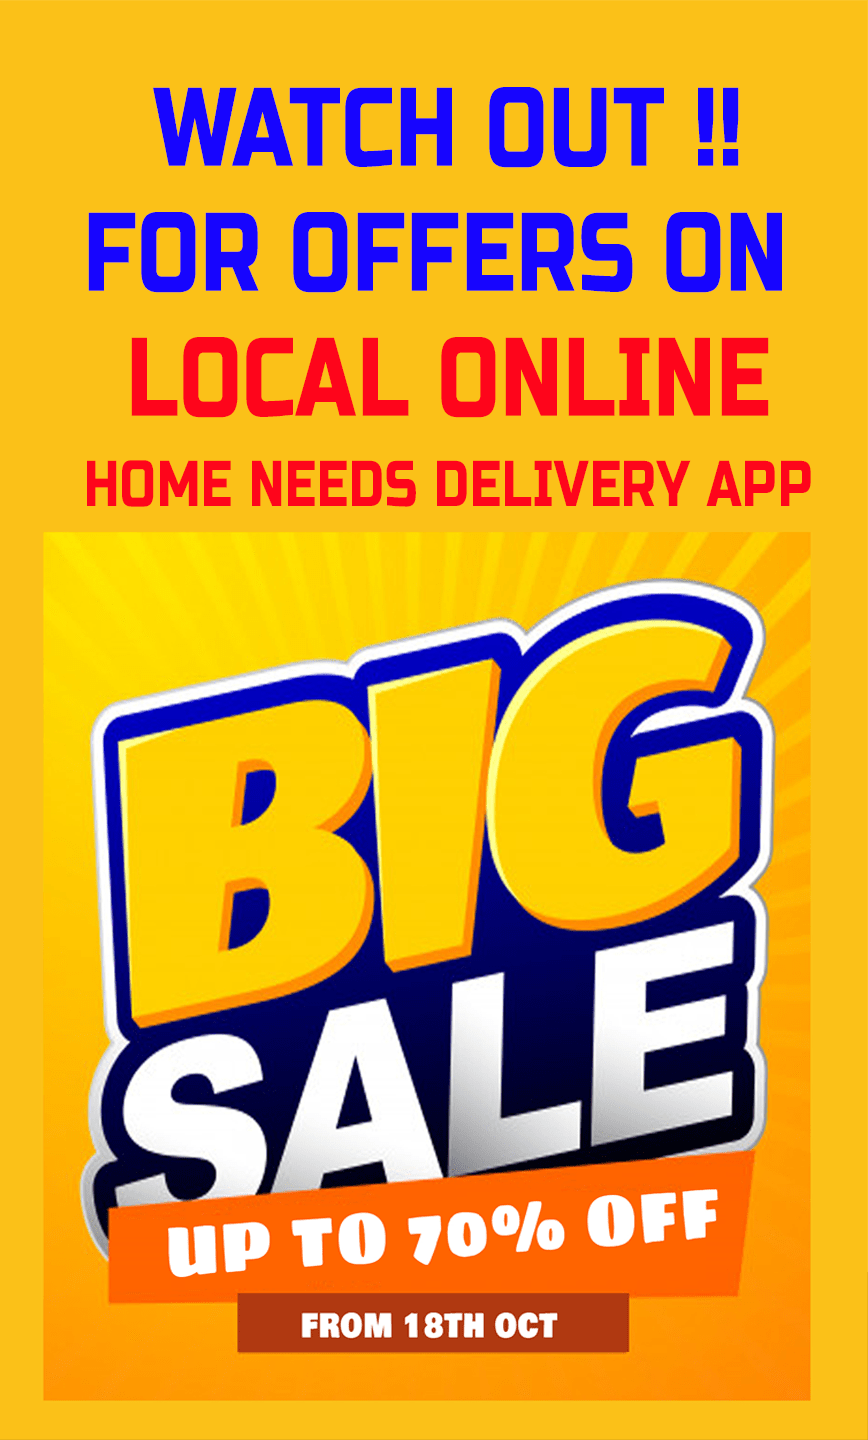 WATCH OUT !!
FOR OFFERS ON
LOCAL ONLINE
HOME NEEDS DELIVERY APP
BIG
SALE
UP TO 70% OFF
FROM 18TH OCT